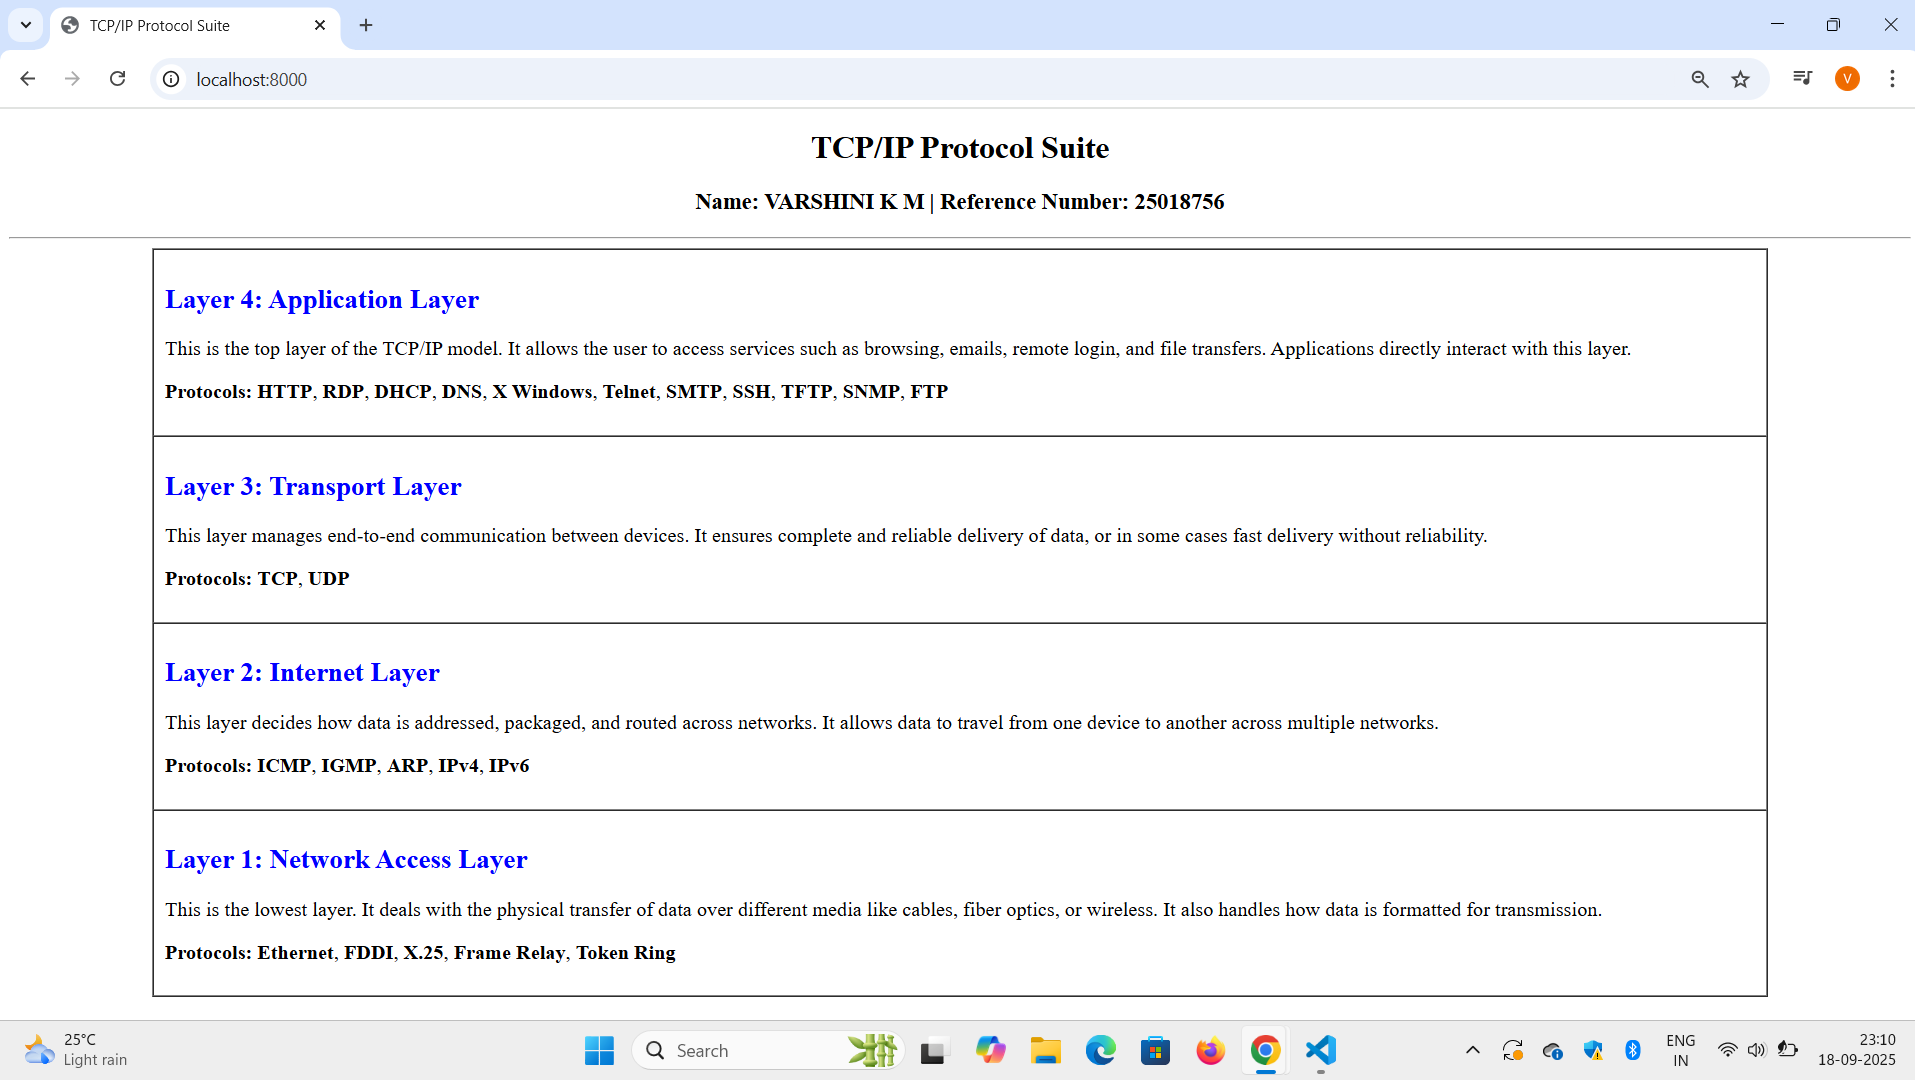 TCP/IP Protocol Suite
localhost:8000
V
TCP/IP Protocol Suite
Name: VARSHINI K M | Reference Number: 25018756
Layer 4: Application Layer
This is the top layer of the TCP/IP model. It allows the user to access services such as browsing, emails, remote login, and file transfers. Applications directly interact with this layer.
Protocols: HTTP, RDP, DHCP, DNS, X Windows, Telnet, SMTP, SSH, TFTP, SNMP, FTP
Layer 3: Transport Layer
This layer manages end-to-end communication between devices. It ensures complete and reliable delivery of data, or in some cases fast delivery without reliability.
Protocols: TCP, UDP
Layer 2: Internet Layer
This layer decides how data is addressed, packaged, and routed across networks. It allows data to travel from one device to another across multiple networks.
Protocols: ICMP, IGMP, ARP, IPv4, IPv6
Layer 1: Network Access Layer
This is the lowest layer. It deals with the physical transfer of data over different media like cables, fiber optics, or wireless. It also handles how data is formatted for transmission.
Protocols: Ethernet, FDDI, X.25, Frame Relay, Token Ring
25°C
Light rain
Search
ENG
IN
23:10
18-09-2025